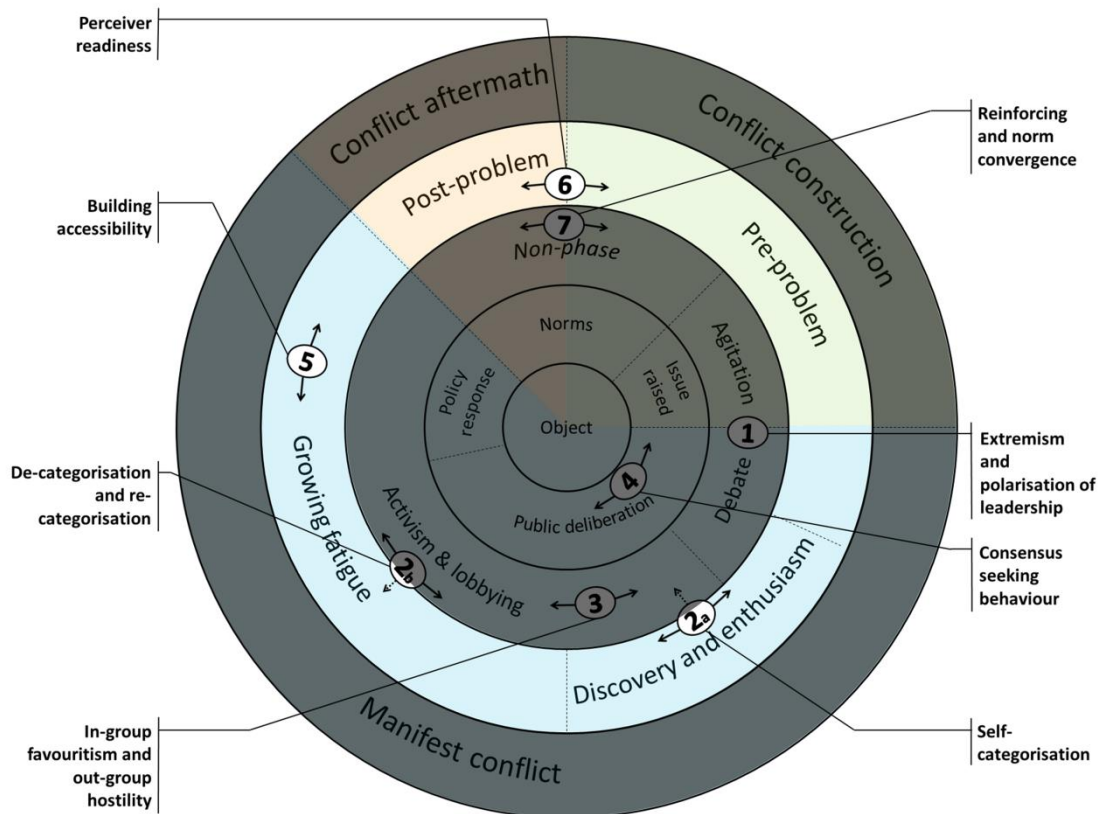 Perceiver
readiness
Conflict aftermath
Conflict construction
Reinforcing
and norm
convergence
Post-problem
6
7
Non-phase
Pre-problem
Building
accessibility
Norms
Agitation
Issue
raised
Policy
response
5
Object
1
Extremism
and
polarisation of
leadership
De-categorisation
and re-
categorisation
Growing fatigue
4
Debate
Public deliberation
Activism & lobbying
Consensus
seeking
behaviour
2b
3
2a
Discovery and enthusiasm
Manifest conflict
In-group
favouritism and
out-group
hostility
Self-
categorisation